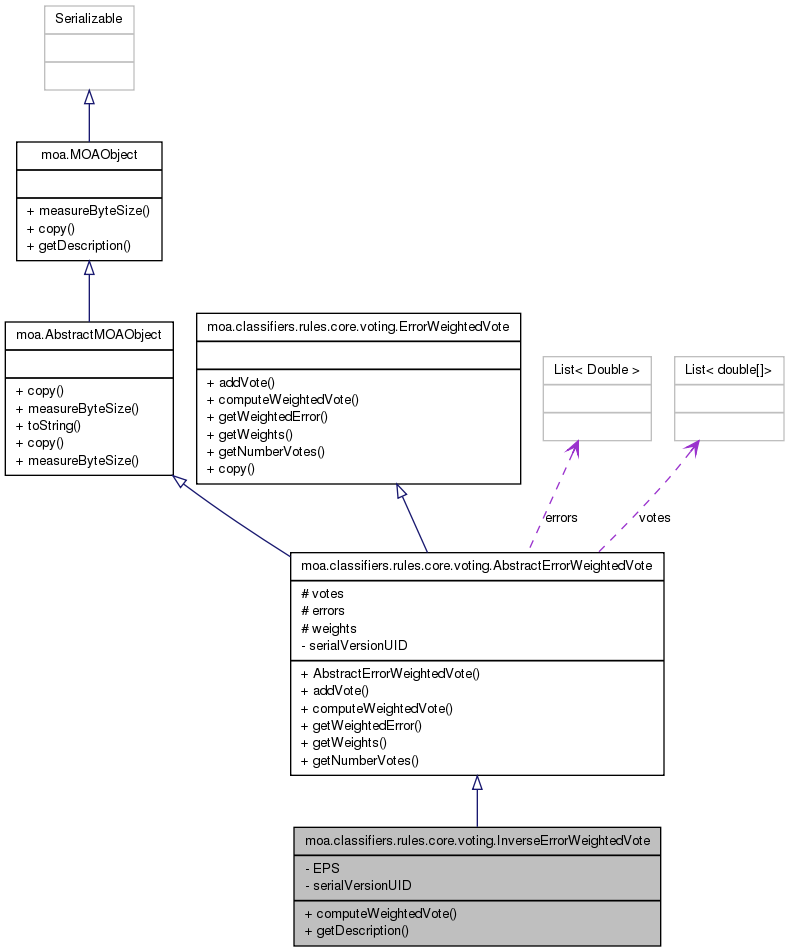 Serializable
moa.MOAObject
+ measureByteSize()
+ copy()
+ getDescription()
moa.AbstractMOAObject
+ copy()
+ measureByteSize()
+ toString()
+ copy()
+ measureByteSize()
moa.classifiers.rules.core.voting.ErrorWeightedVote
+ addVote()
+ computeWeightedVote()
+ getWeightedError()
+ getWeights()
+ getNumberVotes()
+ copy()
List< Double >
List< double[]>
errors
votes
moa.classifiers.rules.core.voting.AbstractErrorWeightedVote
# votes
# errors
# weights
- serialVersionUID
+ AbstractErrorWeightedVote()
+ addVote()
+ computeWeightedVote()
+ getWeightedError()
+ getWeights()
+ getNumberVotes()
moa.classifiers.rules.core.voting.InverseErrorWeightedVote
- EPS
- serialVersionUID
+ computeWeightedVote()
+ getDescription()